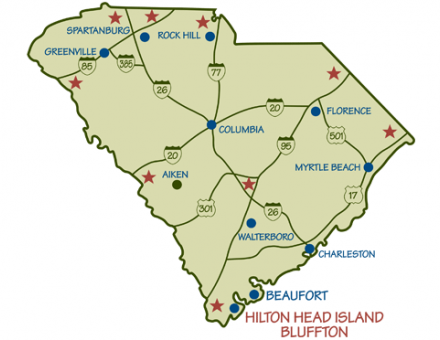 SPARTANBURG
ROCK HILL
GREENVILLE
85
385
26
77
20
FLORENCE
COLUMBIA
501
95
20
MYRTLE BEACH
AIKEN
17
301
26
WALTERBORO
CHARLESTON
BEAUFORT
HILTON HEAD ISLAND
BLUFFTON